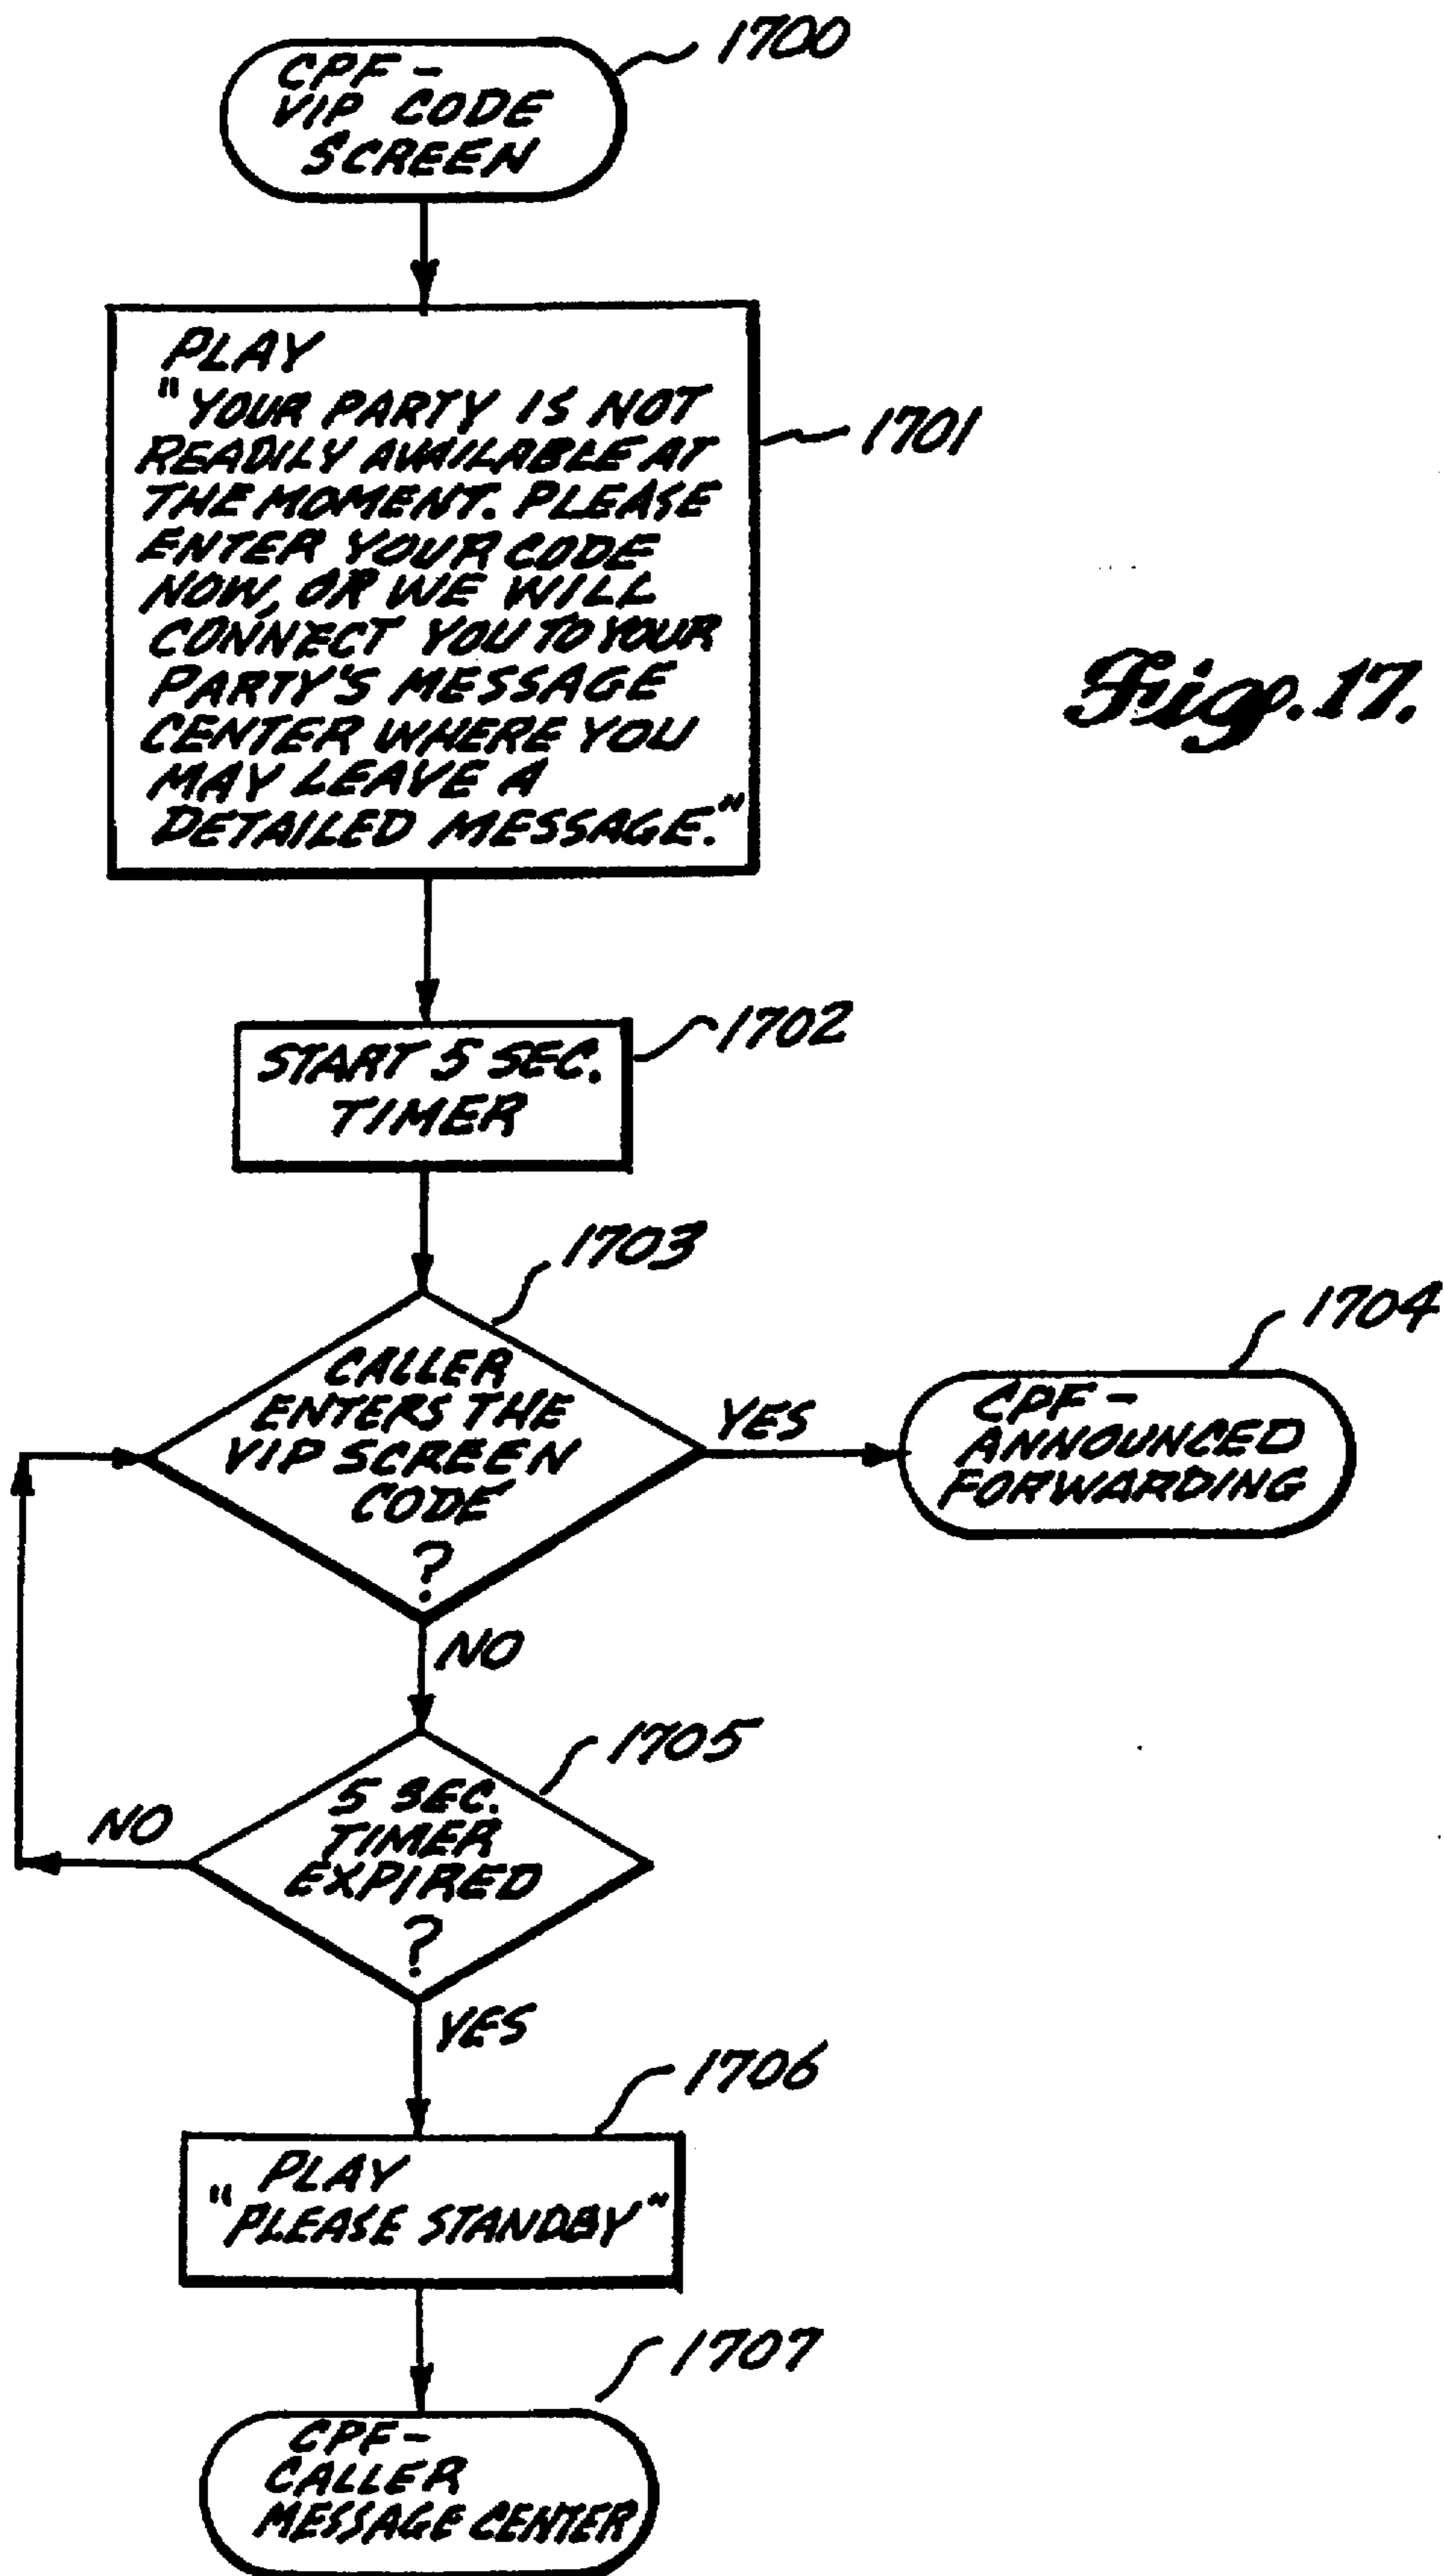 1700
CPF -
VIP CODE
SCREEN
PLAY
"YOUR PARTY IS NOT
READILY AVAILABLE AT
THE MOMENT. PLEASE
ENTER YOUR CODE
NOW, OR WE WILL
CONNECT YOU TO YOUR
PARTY'S MESSAGE
CENTER WHERE YOU
MAY LEAVE A
DETAILED MESSAGE."
1701
Fig. 17.
START 5 SEC.
TIMER
1702
1703
CALLER
ENTERS THE
VIP SCREEN
CODE
?
YES
1704
CPF -
ANNOUNCED
FORWARDING
NO
1705
5 SEC.
TIMER
EXPIRED
?
NO
YES
1706
PLAY
"PLEASE STANDBY"
1707
CPF -
CALLER
MESSAGE CENTER